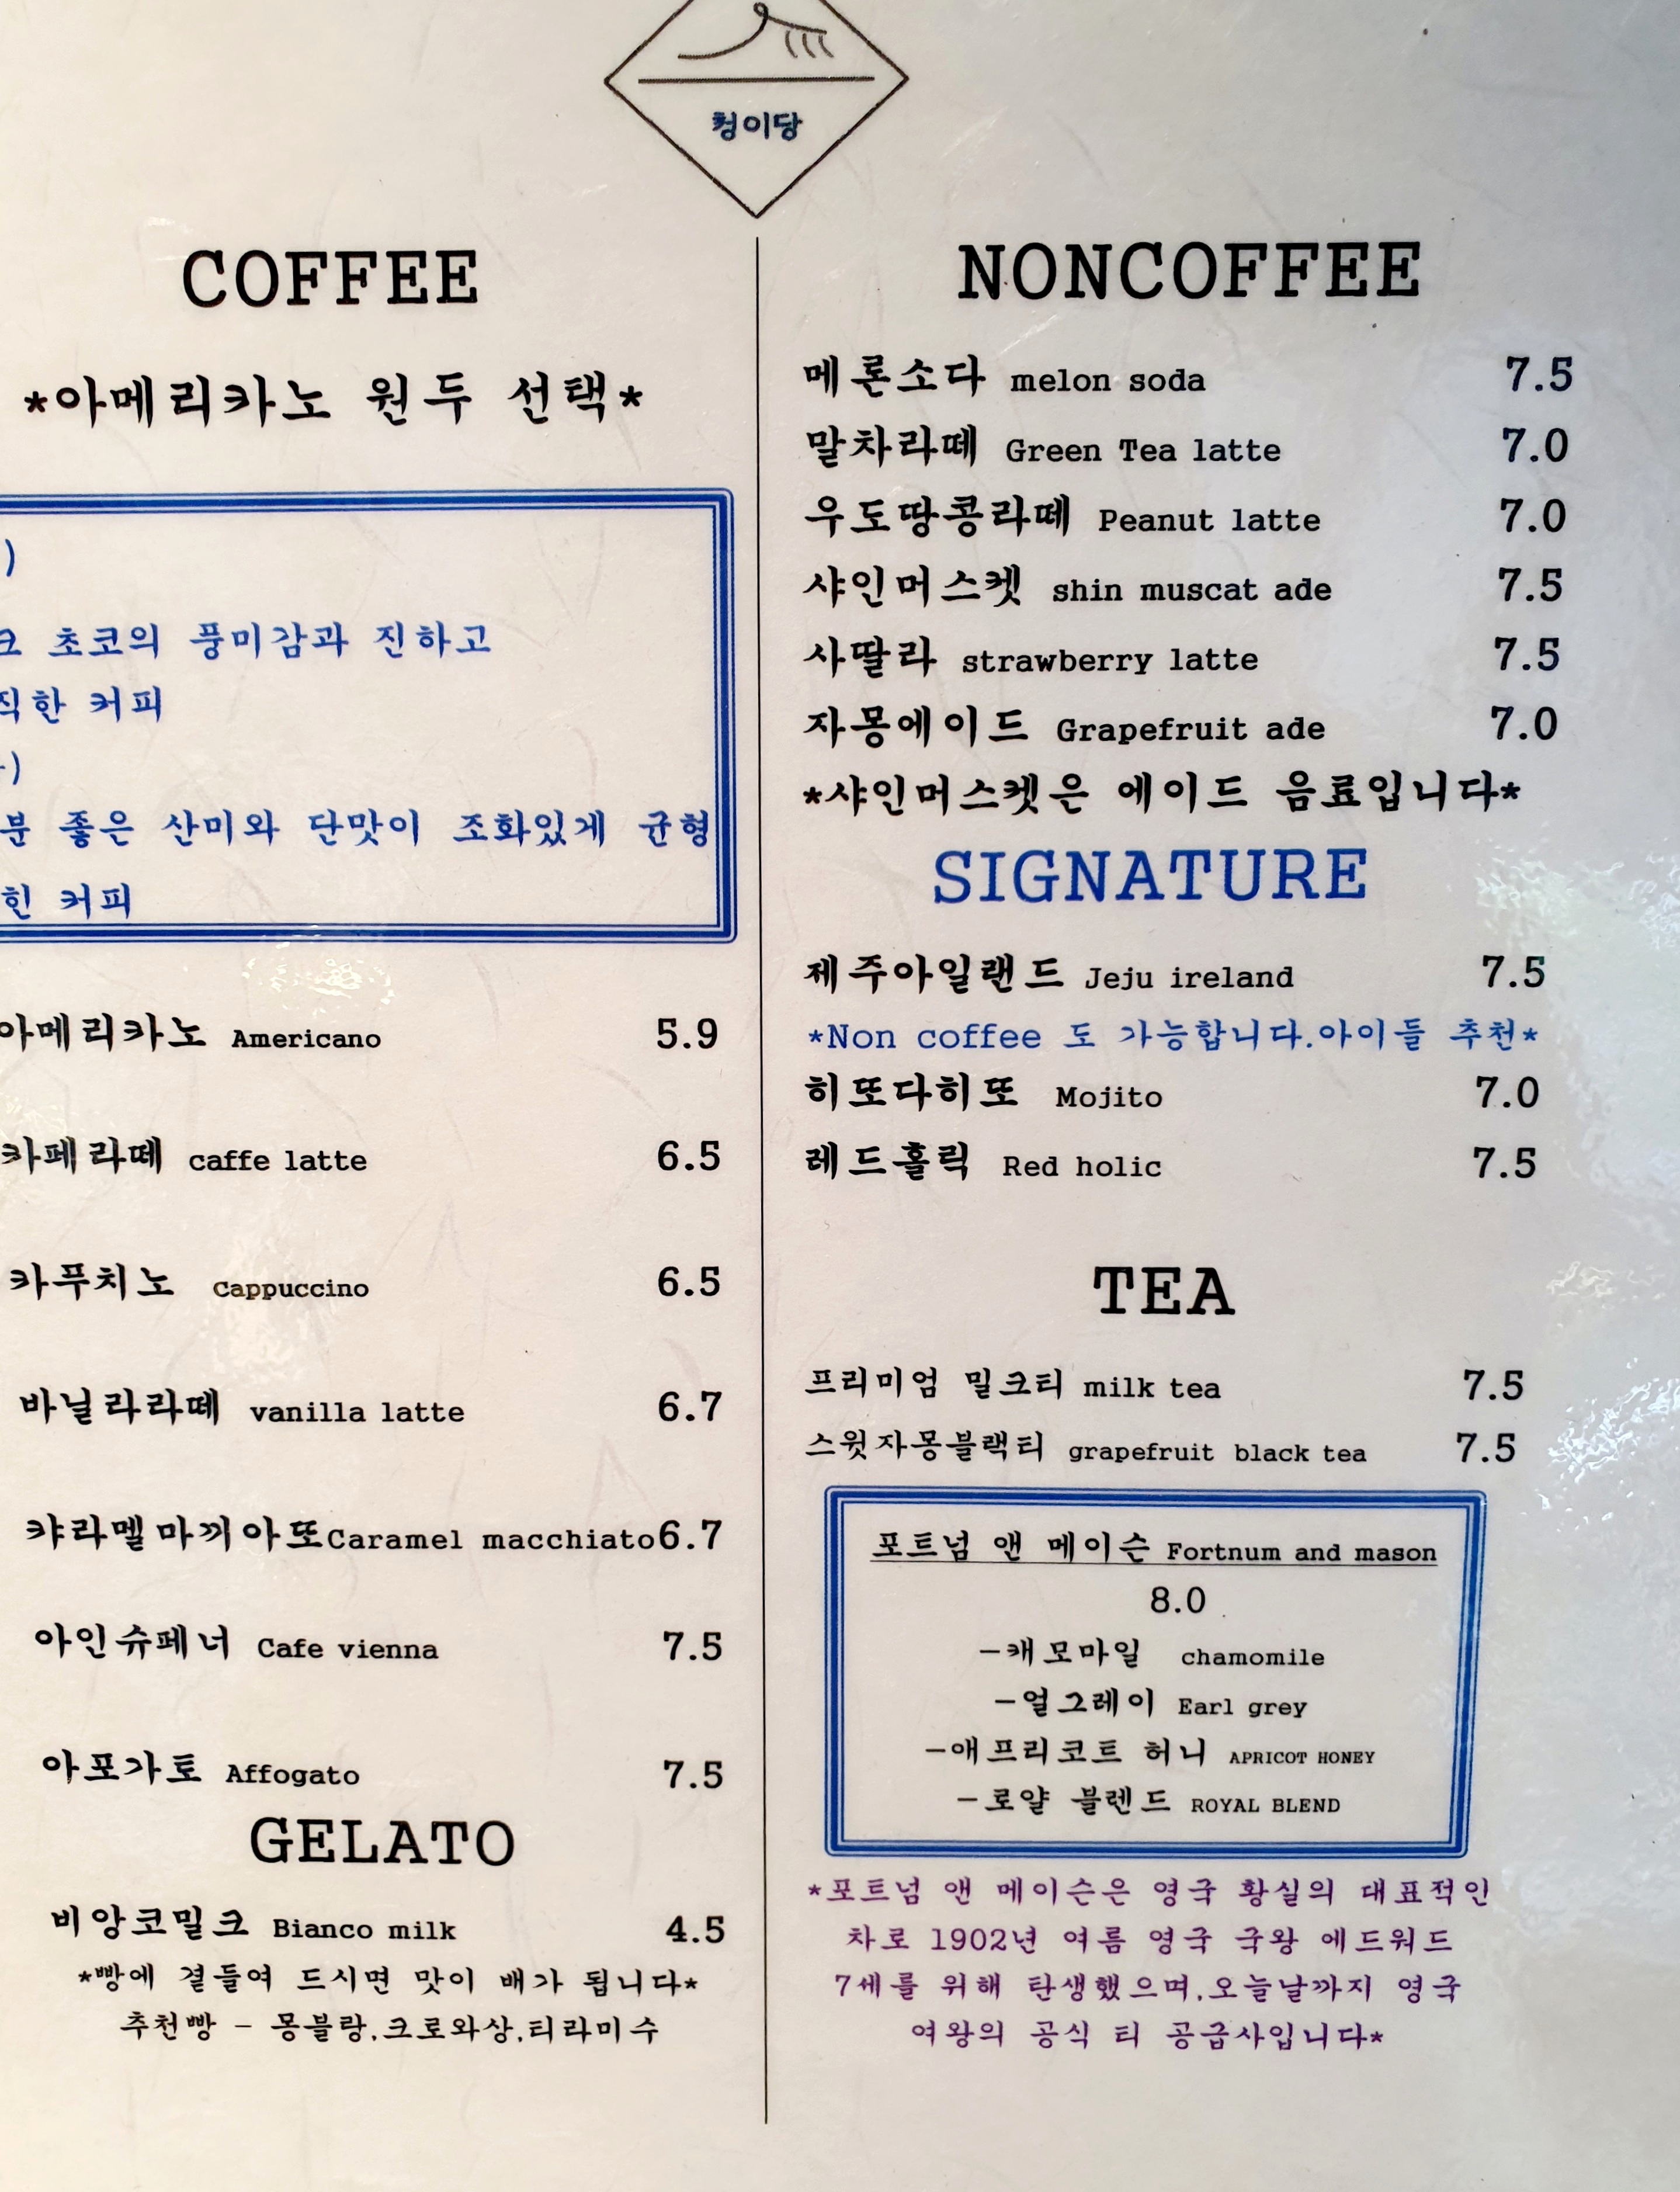 청이당
COFFEE
*아메리카노 원두 선택*
)
크 초코의 풍미감과 진하고
직한 커피
)
분 좋은 산미와 단맛이 조화있게 균형
힌 커피
아메리카노 Americano 5.9
카페라떼 caffe latte 6.5
카푸치노 Cappuccino 6.5
바닐라라떼 vanilla latte 6.7
캬라멜마끼아또Caramel macchiato6.7
아인슈페너 Cafe vienna 7.5
아포가토 Affogato 7.5
GELATO
비앙코밀크 Bianco milk 4.5
*빵에 곁들여 드시면 맛이 배가 됩니다*
추천빵 - 몽블랑,크로와상,티라미수
NONCOFFEE
메론소다 melon soda 7.5
말차라떼 Green Tea latte 7.0
우도땅콩라떼 Peanut latte 7.0
샤인머스켓 shin muscat ade 7.5
사딸라 strawberry latte 7.5
자몽에이드 Grapefruit ade 7.0
*샤인머스켓은 에이드 음료입니다*
SIGNATURE
제주아일랜드 Jeju ireland 7.5
*Non coffee 도 가능합니다.아이들 추천*
히또다히또 Mojito 7.0
레드홀릭 Red holic 7.5
TEA
프리미엄 밀크티 milk tea 7.5
스윗자몽블랙티 grapefruit black tea 7.5
포트넘 앤 메이슨 Fortnum and mason
8.0
-캐모마일 chamomile
-얼그레이 Earl grey
-애프리코트 허니 APRICOT HONEY
-로얄 블렌드 ROYAL BLEND
*포트넘 앤 메이슨은 영국 황실의 대표적인
차로 1902년 여름 영국 국왕 에드워드
7세를 위해 탄생했으며,오늘날까지 영국
여왕의 공식 티 공급사입니다*